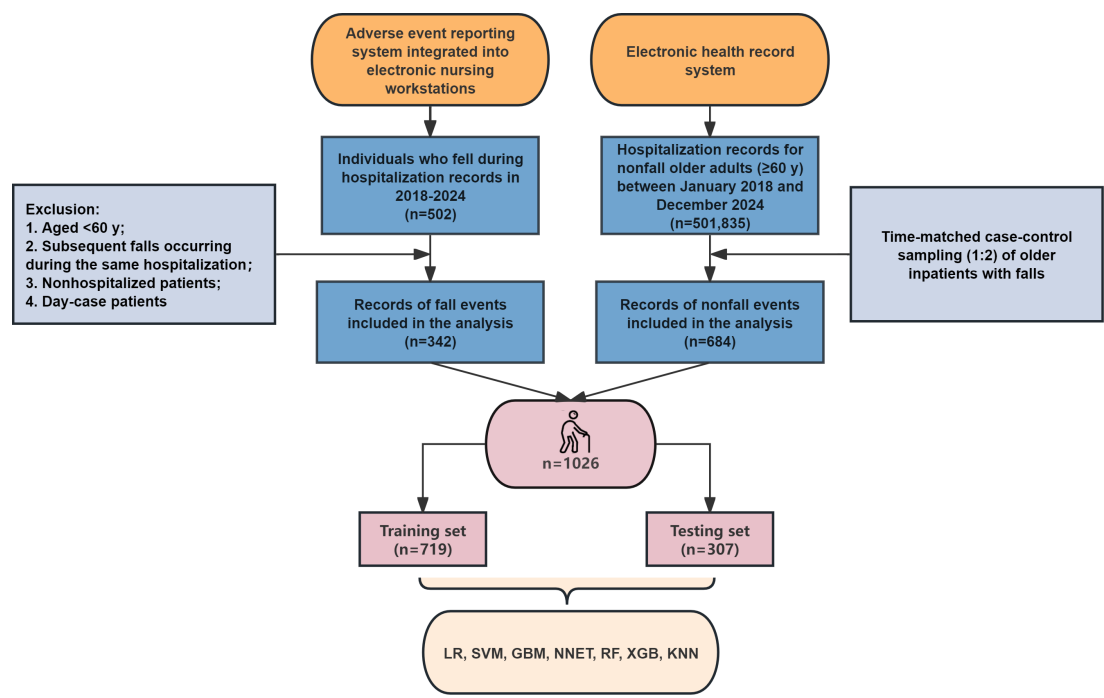 Adverse event reporting
system integrated into
electronic nursing
workstations
Electronic health record
system
Individuals who fell during
hospitalization records in
2018-2024
(n=502)
Hospitalization records for
nonfall older adults (≥60 y)
between January 2018 and
December 2024
(n=501,835)
Exclusion:
1. Aged <60 y;
2. Subsequent falls occurring
during the same hospitalization;
3. Nonhospitalized patients;
4. Day-case patients
Time-matched case-control
sampling (1:2) of older
inpatients with falls
Records of fall events
included in the analysis
(n=342)
Records of nonfall events
included in the analysis
(n=684)
n=1026
Training set
(n=719)
Testing set
(n=307)
LR, SVM, GBM, NNET, RF, XGB, KNN